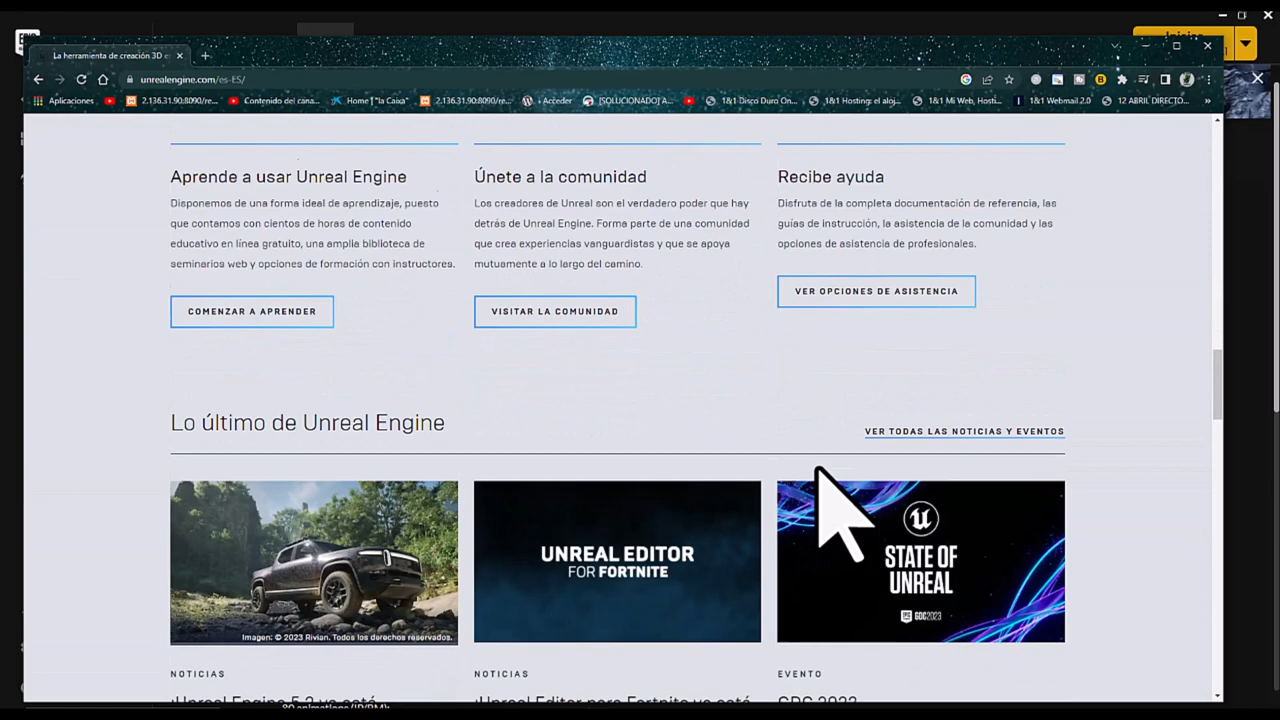 La herramienta de creación 3D
unrealengine.com/es-ES/
Aplicaciones
2.136.31.90:8090/re...
Contenido del cana...
Home | "la Caixa"
2.136.31.90:8090/re...
‹ Acceder
[SOLUCIONADO] A...
1&1 Disco Duro On...
1&1 Hosting: el aloj...
1&1 Mi Web, Hosti...
1&1 Webmail 2.0
12 ABRIL DIRECTO...
Aprende a usar Unreal Engine
Disponemos de una forma ideal de aprendizaje, puesto
que contamos con cientos de horas de contenido
educativo en línea gratuito, una amplia biblioteca de
seminarios web y opciones de formación con instructores.
COMENZAR A APRENDER
Únete a la comunidad
Los creadores de Unreal son el verdadero poder que hay
detrás de Unreal Engine. Forma parte de una comunidad
que crea experiencias vanguardistas y que se apoya
mutuamente a lo largo del camino.
VISITAR LA COMUNIDAD
Recibe ayuda
Disfruta de la completa documentación de referencia, las
guías de instrucción, la asistencia de la comunidad y las
opciones de asistencia de profesionales.
VER OPCIONES DE ASISTENCIA
Lo último de Unreal Engine
VER TODAS LAS NOTICIAS Y EVENTOS
Imagen: © 2023 Rivian. Todos los derechos reservados.
UNREAL EDITOR
FOR FORTNITE
STATE OF
UNREAL
EPIC GAMES GDC2023
NOTICIAS
¡Unreal Engine 5.2 ya está
NOTICIAS
¡Unreal Editor para Fortnite ya está
EVENTO
GDC 2023